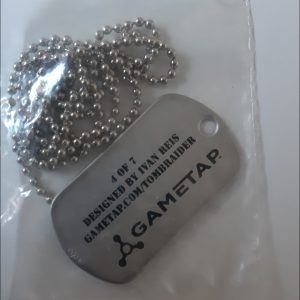 4 OF 7
DESIGNED BY IVAN REIS
GAMETAP.COM/TOMBRAIDER
GAMETAP